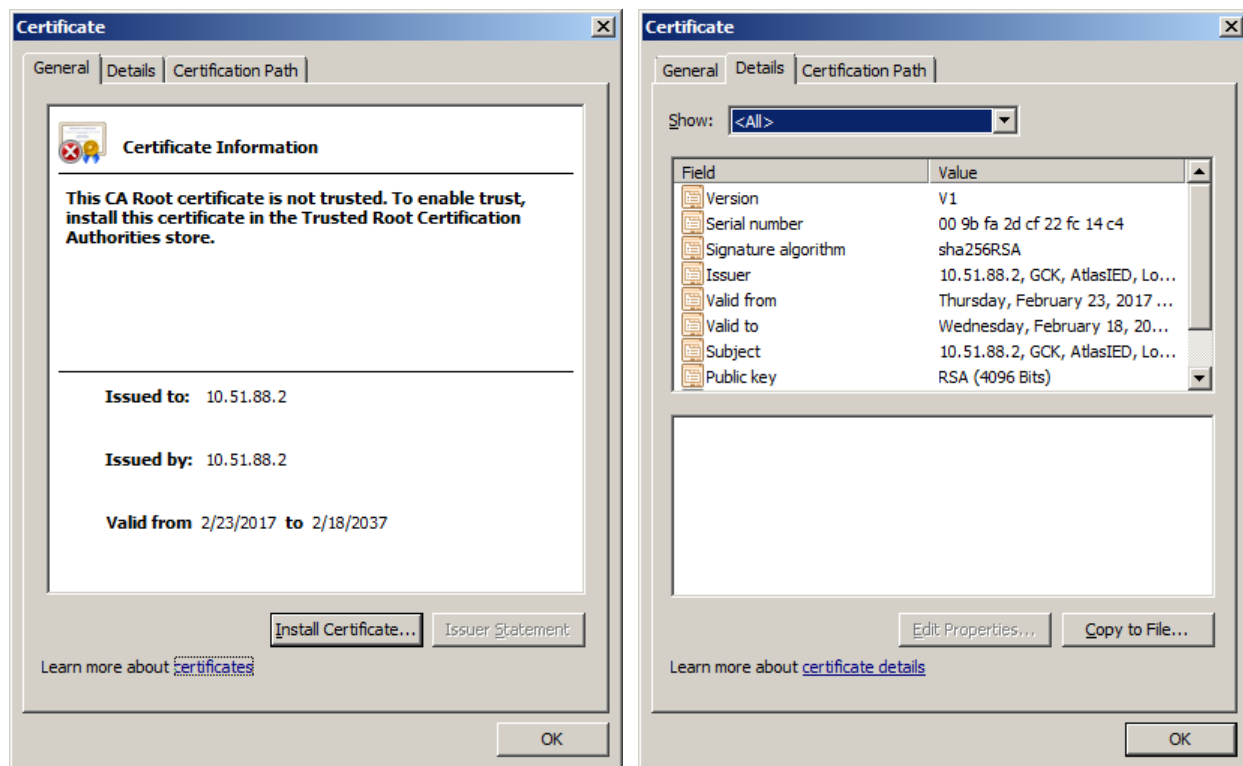 Certificate
General Details Certification Path
Certificate Information
This CA Root certificate is not trusted. To enable trust,
install this certificate in the Trusted Root Certification
Authorities store.
Issued to: 10.51.88.2
Issued by: 10.51.88.2
Valid from 2/23/2017 to 2/18/2037
Install Certificate... Issuer Statement
Learn more about certificates
OK
Certificate
General Details Certification Path
Show: <All>
Field Value
Version V1
Serial number 00 9b fa 2d cf 22 fc 14 c4
Signature algorithm sha256RSA
Issuer 10.51.88.2, GCK, AtlasIED, Lo...
Valid from Thursday, February 23, 2017 ...
Valid to Wednesday, February 18, 20...
Subject 10.51.88.2, GCK, AtlasIED, Lo...
Public key RSA (4096 Bits)
Edit Properties... Copy to File...
Learn more about certificate details
OK